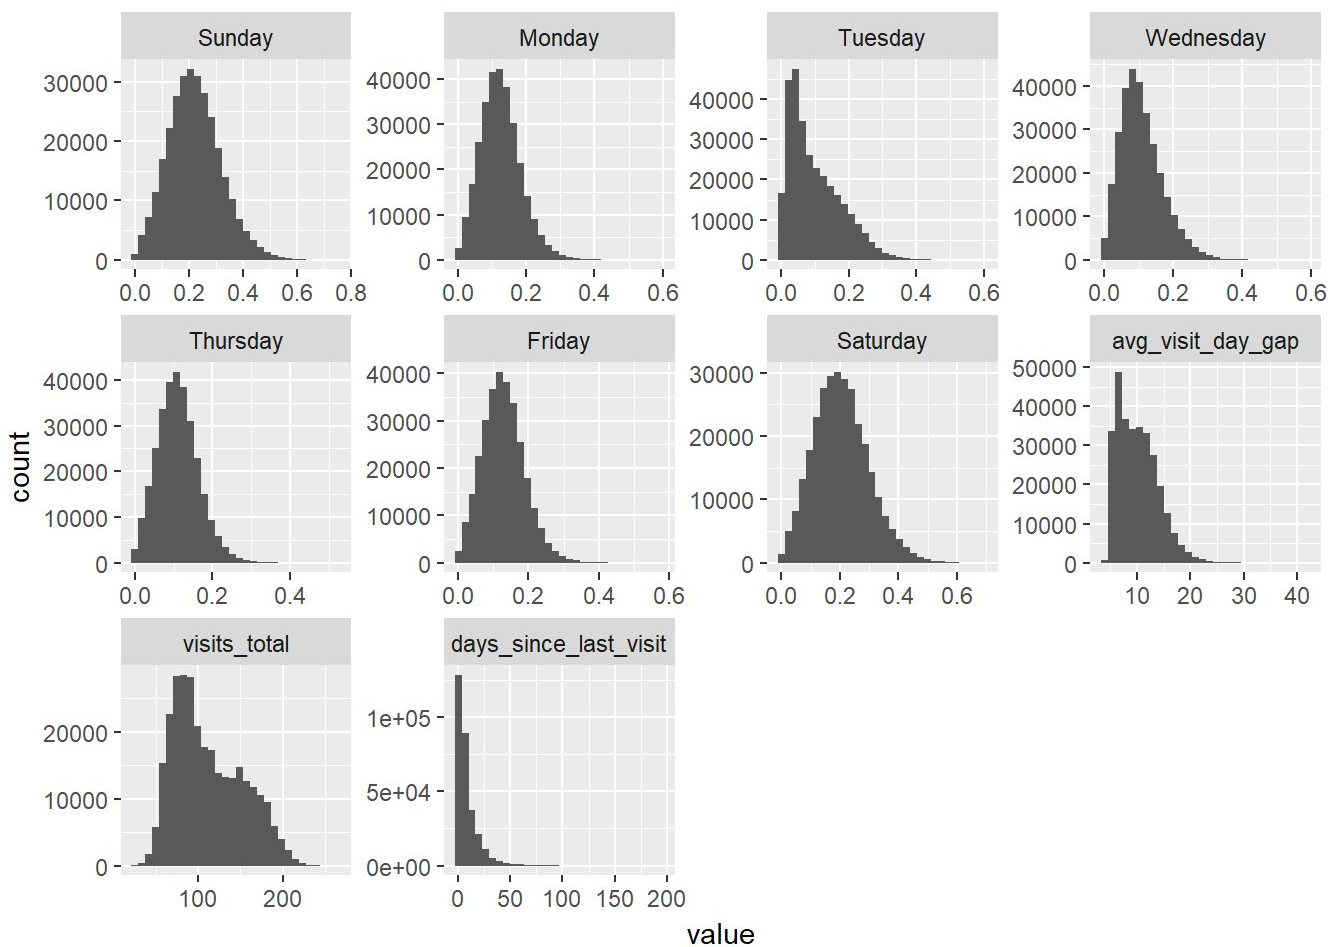 Sunday
Monday
Tuesday
Wednesday
30000
20000
10000
0
40000
30000
20000
10000
0
40000
30000
20000
10000
0
40000
30000
20000
10000
0
0.0 0.2 0.4 0.6 0.8
0.0 0.2 0.4 0.6
0.0 0.2 0.4 0.6
0.0 0.2 0.4 0.6
Thursday
Friday
Saturday
avg_visit_day_gap
40000
30000
20000
10000
0
40000
30000
20000
10000
0
30000
20000
10000
0
50000
40000
30000
20000
10000
0
0.0 0.2 0.4
0.0 0.2 0.4 0.6
0.0 0.2 0.4 0.6
10 20 30 40
count
visits_total
days_since_last_visit
20000
10000
0
1e+05
5e+04
0e+00
100 200
0 50 100 150 200
value